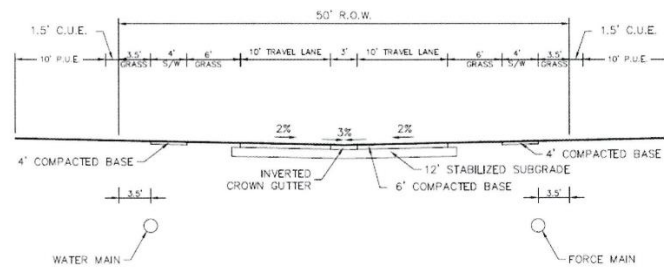 50' R.O.W.
1.5' C.U.E. 1.5' C.U.E.
3.5' 4' 6' 10' TRAVEL LANE 3' 10' TRAVEL LANE 6' 4' 3.5'
10' P.U.E. GRASS S/W GRASS GRASS S/W GRASS 10' P.U.E.
2% 3% 2%
4' COMPACTED BASE 4' COMPACTED BASE
INVERTED CROWN GUTTER
12' STABILIZED SUBGRADE
6' COMPACTED BASE
3.5' 3.5'
WATER MAIN FORCE MAIN